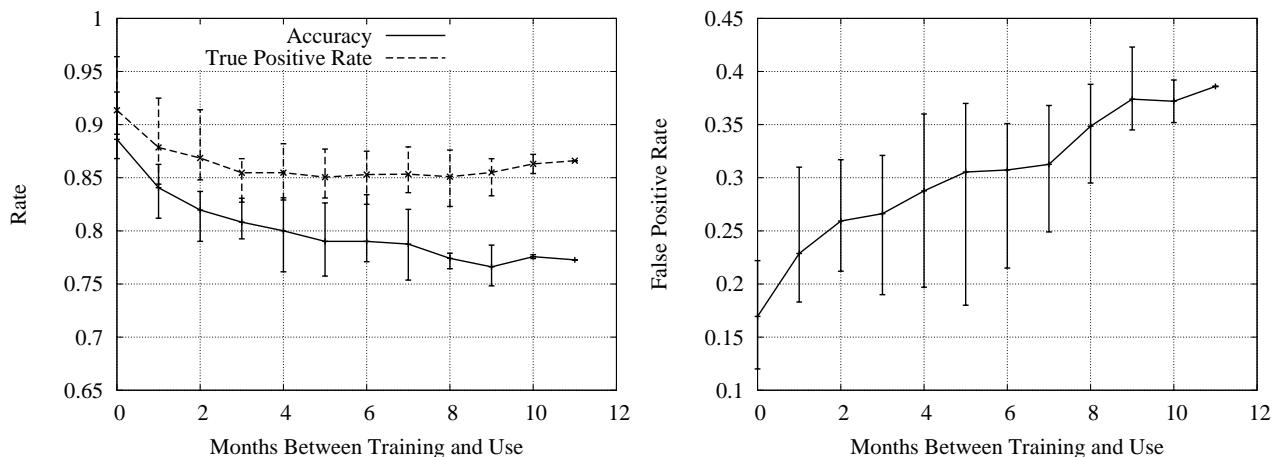 1
0.95
0.9
0.85
0.8
0.75
0.7
0.65
Rate
Accuracy
True Positive Rate
0 2 4 6 8 10 12
Months Between Training and Use
0.45
0.4
0.35
0.3
0.25
0.2
0.15
0.1
False Positive Rate
0 2 4 6 8 10 12
Months Between Training and Use